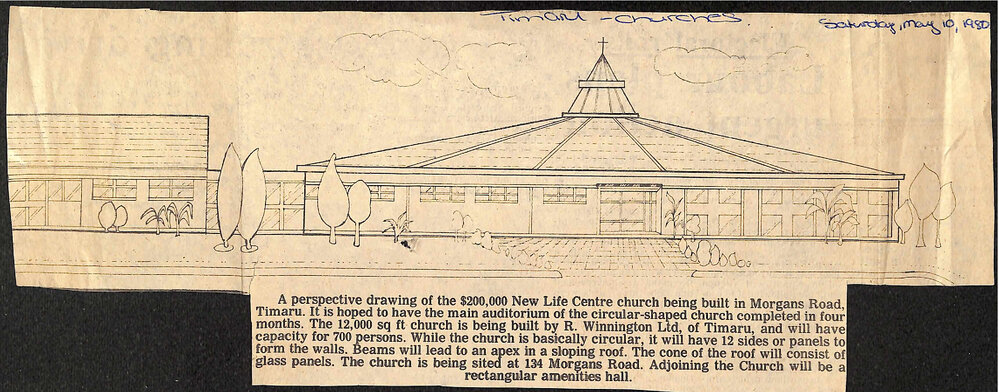 Timaru - Churches.
Saturday, May 10, 1980
A perspective drawing of the $200,000 New Life Centre church being built in Morgans Road,
Timaru. It is hoped to have the main auditorium of the circular-shaped church completed in four
months. The 12,000 sq ft church is being built by R. Winnington Ltd, of Timaru, and will have
capacity for 700 persons. While the church is basically circular, it will have 12 sides or panels to
form the walls. Beams will lead to an apex in a sloping roof. The cone of the roof will consist of
glass panels. The church is being sited at 134 Morgans Road. Adjoining the Church will be a
rectangular amenities hall.